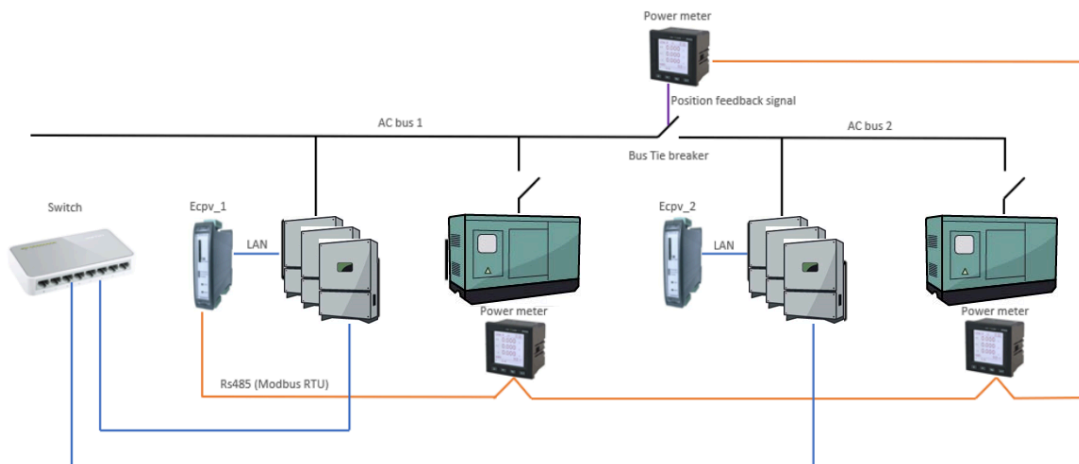 Power meter
Position feedback signal
AC bus 1
AC bus 2
Bus Tie breaker
Switch
Ecpv_1
Ecpv_2
LAN
LAN
Power meter
Power meter
Rs485 (Modbus RTU)